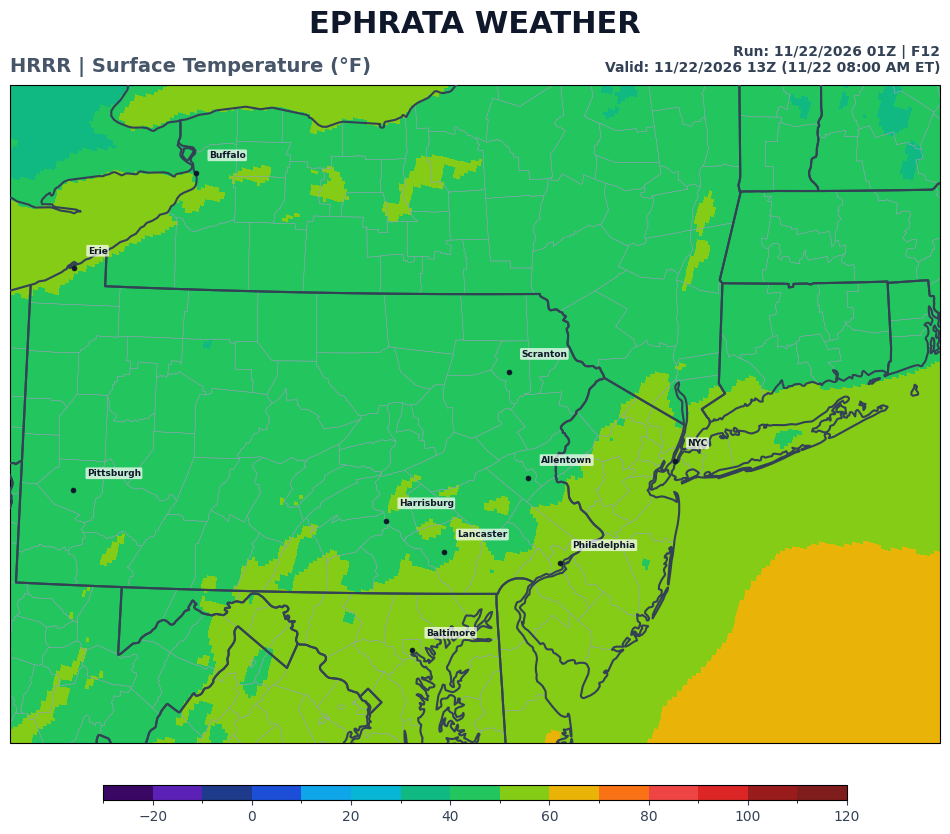 EPHRATA WEATHER
HRRR | Surface Temperature (°F)
Run: 11/22/2026 01Z | F12
Valid: 11/22/2026 13Z (11/22 08:00 AM ET)
Buffalo
Erie
Scranton
NYC
Allentown
Pittsburgh
Harrisburg
Lancaster
Philadelphia
Baltimore
−20 0 20 40 60 80 100 120